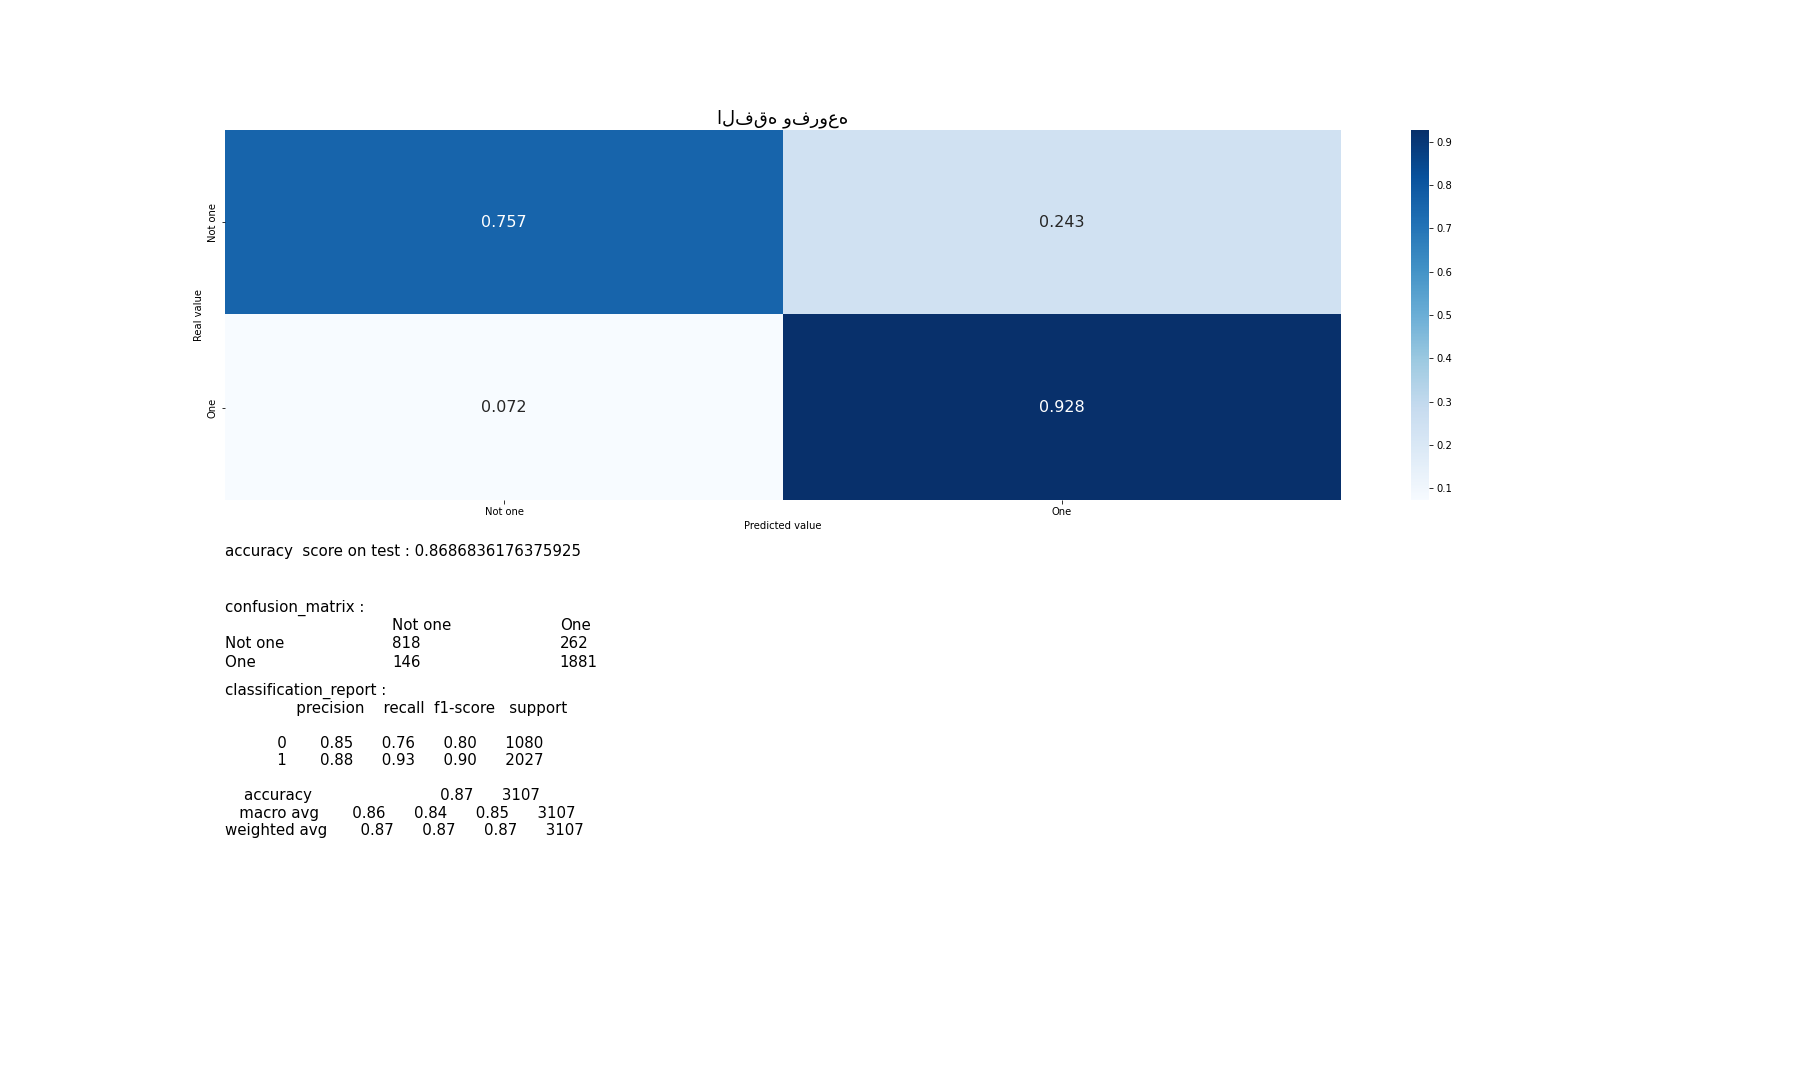 الفقه وفروعه
Not one
0.757
0.243
0.9
0.8
0.7
0.6
0.5
0.4
0.3
0.2
0.1
Real value
One
0.072
0.928
Not one
One
Predicted value
accuracy score on test : 0.8686836176375925
confusion_matrix :
Not one One
Not one 818 262
One 146 1881
classification_report :
precision recall f1-score support
0 0.85 0.76 0.80 1080
1 0.88 0.93 0.90 2027
accuracy 0.87 3107
macro avg 0.86 0.84 0.85 3107
weighted avg 0.87 0.87 0.87 3107